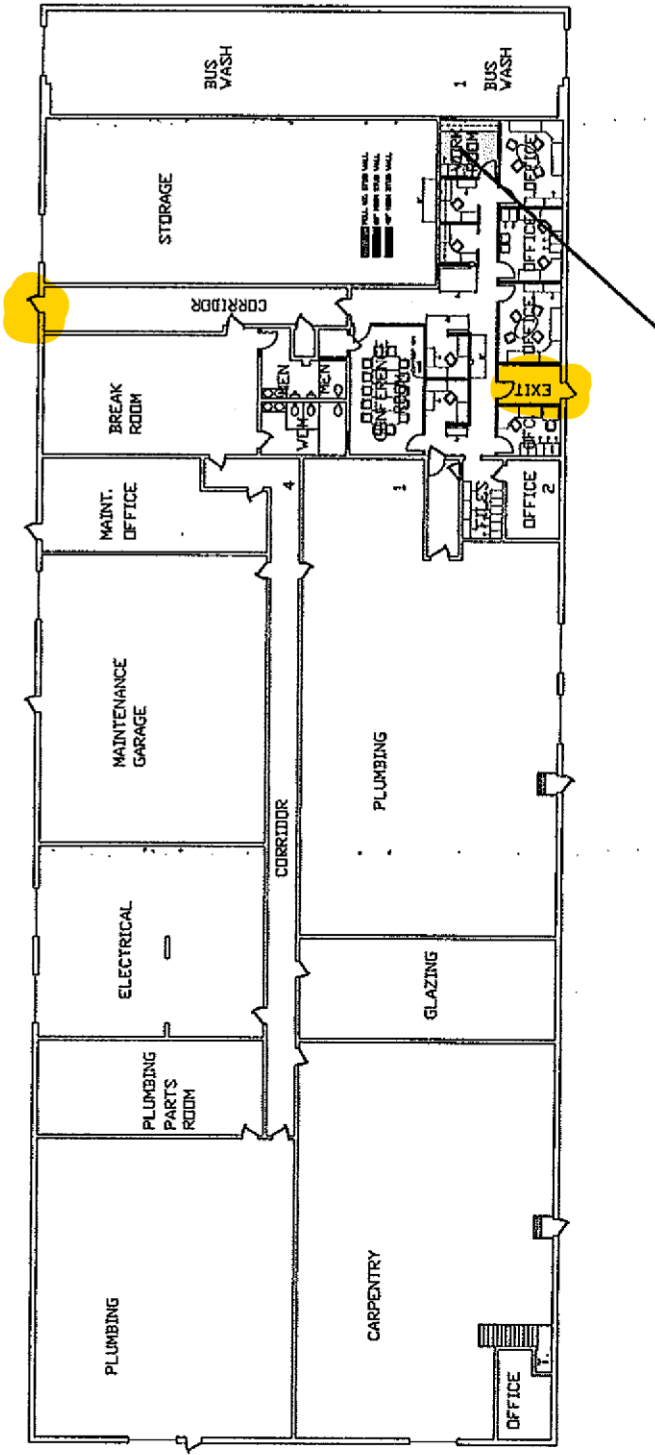 BUS
WASH
1
BUS
WASH
STORAGE
WORK
ROOM
OFFICE
OFFICE
OFFICE
CORRIDOR
EXIT
BREAK
ROOM
MEN
MEN
CONFERENCE
ROOM
MAINT.
OFFICE
4
1
FILES
OFFICE
2
MAINTENANCE
GARAGE
PLUMBING
CORRIDOR
ELECTRICAL
GLAZING
PLUMBING
PARTS
ROOM
PLUMBING
CARPENTRY
OFFICE